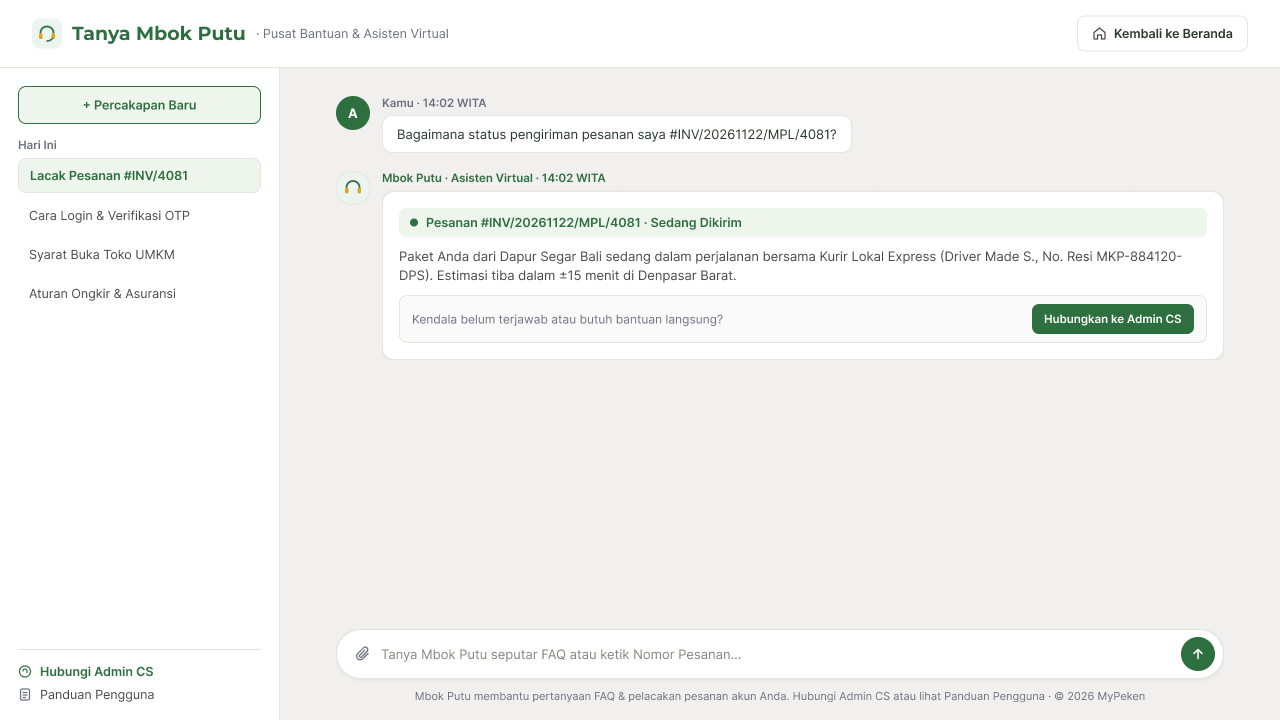 Tanya Mbok Putu · Pusat Bantuan & Asisten Virtual
Kembali ke Beranda
+ Percakapan Baru
Hari Ini
Lacak Pesanan #INV/4081
Cara Login & Verifikasi OTP
Syarat Buka Toko UMKM
Aturan Ongkir & Asuransi
Hubungi Admin CS
Panduan Pengguna
A
Kamu · 14:02 WITA
Bagaimana status pengiriman pesanan saya #INV/20261122/MPL/4081?
Mbok Putu · Asisten Virtual · 14:02 WITA
Pesanan #INV/20261122/MPL/4081 · Sedang Dikirim
Paket Anda dari Dapur Segar Bali sedang dalam perjalanan bersama Kurir Lokal Express (Driver Made S., No. Resi MKP-884120-
DPS). Estimasi tiba dalam ±15 menit di Denpasar Barat.
Kendala belum terjawab atau butuh bantuan langsung?
Hubungkan ke Admin CS
Tanya Mbok Putu seputar FAQ atau ketik Nomor Pesanan...
Mbok Putu membantu pertanyaan FAQ & pelacakan pesanan akun Anda. Hubungi Admin CS atau lihat Panduan Pengguna · © 2026 MyPeken